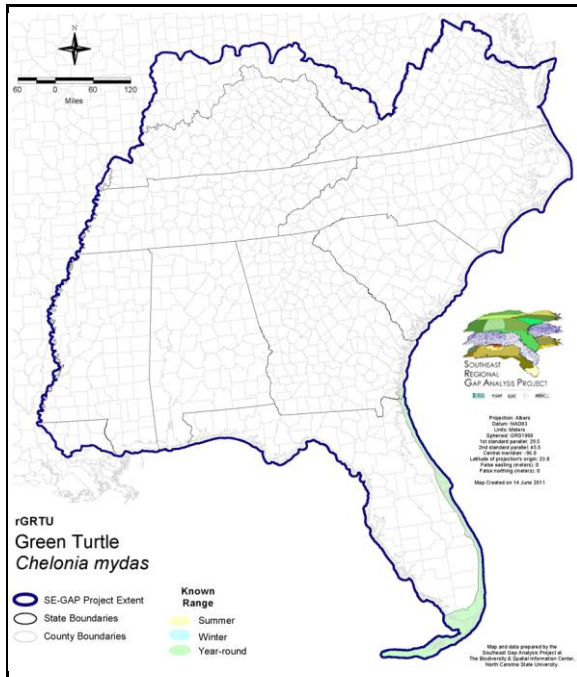 N
60 0 60 120
Miles
SOUTHEAST
REGIONAL
GAP ANALYSIS PROJECT
Projection: Albers
Datum: NAD83
Units: Meters
Spheroid: GRS1980
1st standard parallel: 29.5
2nd standard parallel: 45.5
Central meridian: -96.0
Latitude of projection's origin: 23.0
False easting (meters): 0
False northing (meters): 0
Map Created on 14 June 2011
rGRTU
Green Turtle
Chelonia mydas
SE-GAP Project Extent
State Boundaries
County Boundaries
Known
Range
Summer
Winter
Year-round
Map and data prepared by the
Southeast Gap Analysis Project at
The Biodiversity & Spatial Information Center,
North Carolina State University.